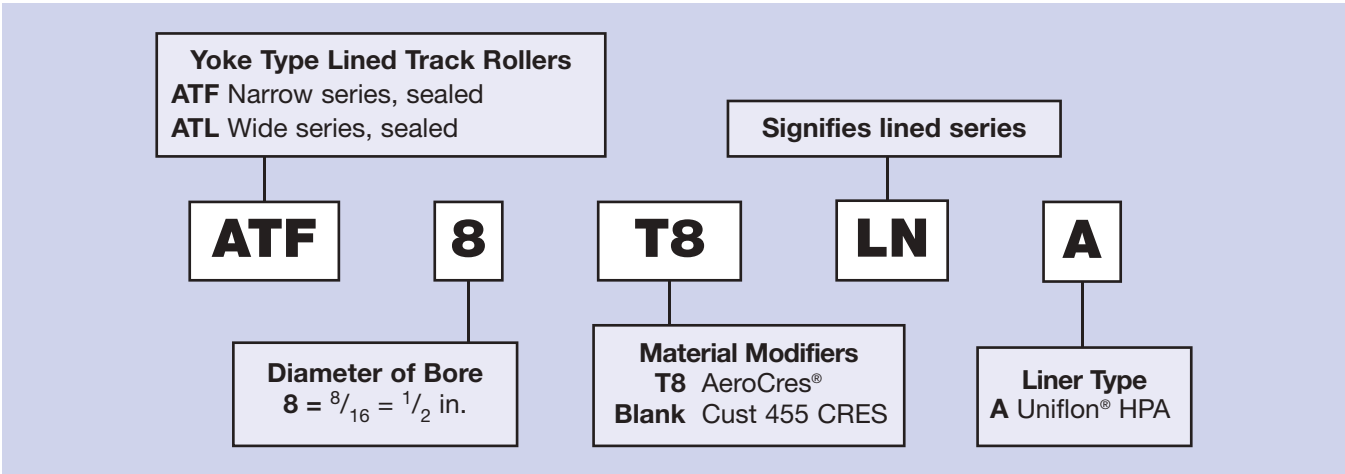 Yoke Type Lined Track Rollers
ATF Narrow series, sealed
ATL Wide series, sealed
Signifies lined series
ATF 8 T8 LN A
Diameter of Bore
8 = 8/16 = 1/2 in.
Material Modifiers
T8 AeroCres®
Blank Cust 455 CRES
Liner Type
A Uniflon® HPA